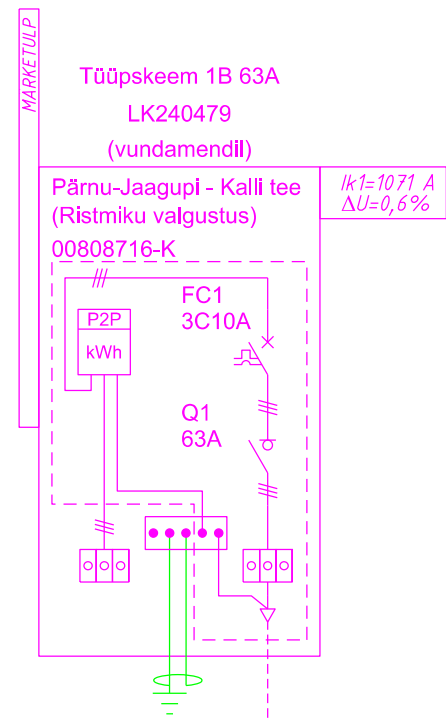 MARKETULP
Tüüpskeem 1B 63A
LK240479
(vundamendil)
Pärnu-Jaagupi - Kalli tee
(Ristmiku valgustus)
00808716-K
Ik1=1071 A
ΔU=0,6%
FC1
3C10A
P2P
kWh
Q1
63A